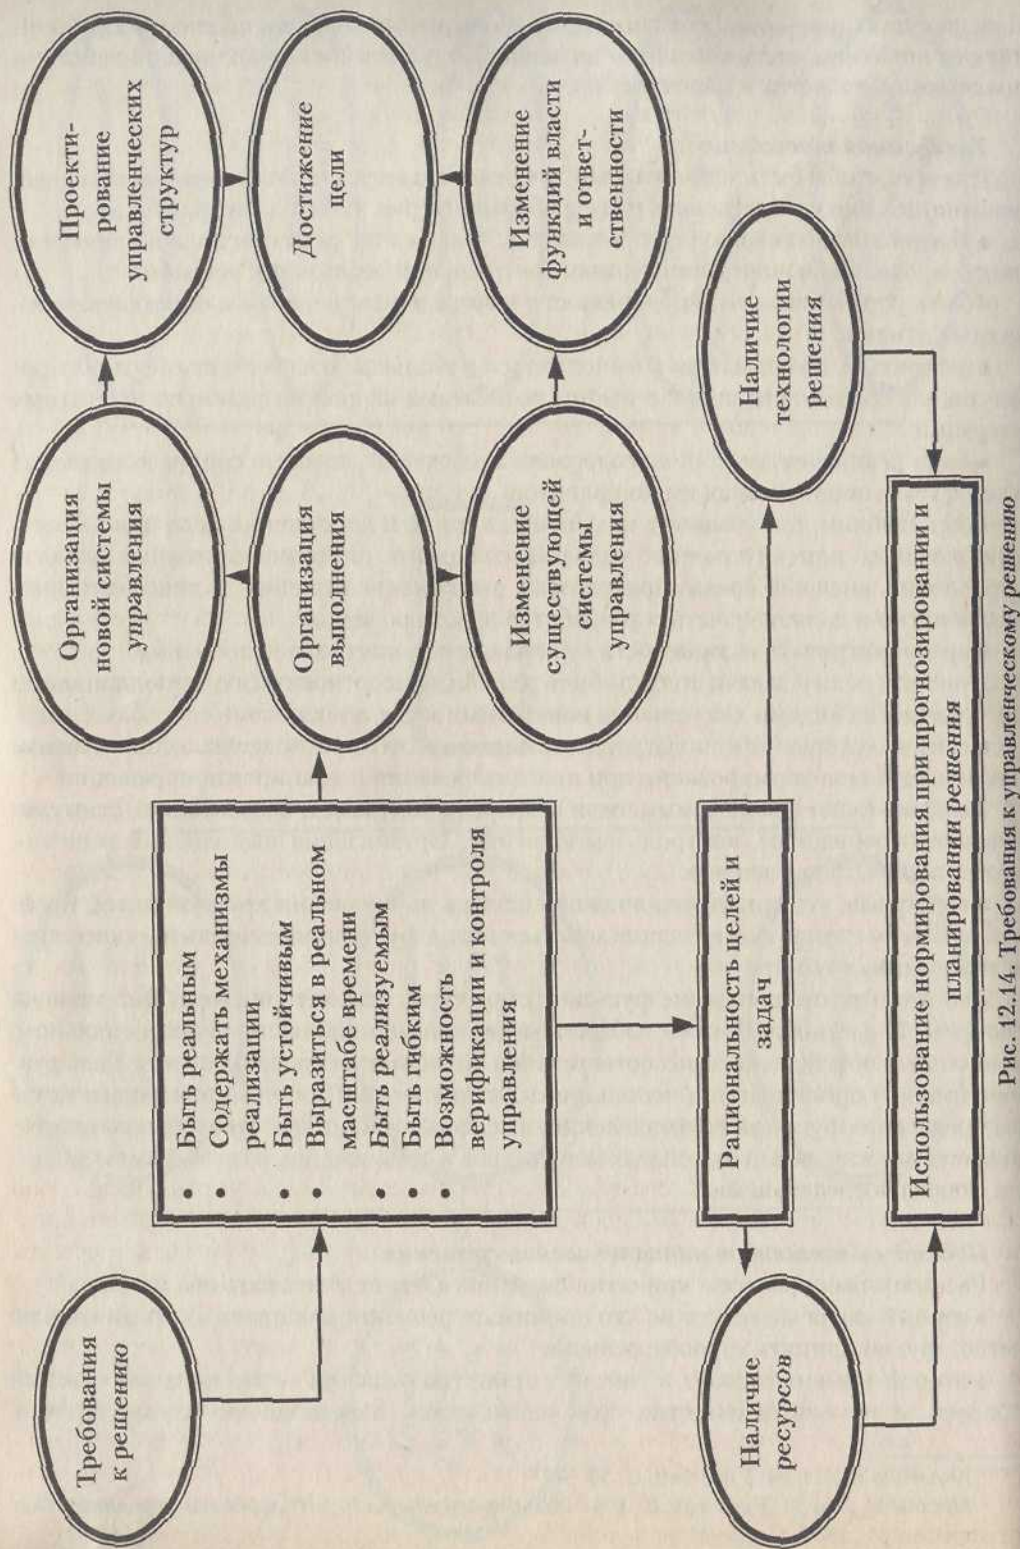 Требования
к решению
• Быть реальным
• Содержать механизмы
реализации
• Быть устойчивым
• Выразиться в реальном
масштабе времени
• Быть реализуемым
• Быть гибким
• Возможность
верификации и контроля
управления
Организация
новой системы
управления
Проекти-
рование
управленческих
структур
Организация
выполнения
Достижение
цели
Изменение
существующей
системы
управления
Изменение
функций власти
и ответ-
ственности
Рациональность целей и
задач
Наличие
ресурсов
Наличие
технологии
решения
Использование нормирования при прогнозировании и
планировании решения
Рис. 12.14. Требования к управленческому решению